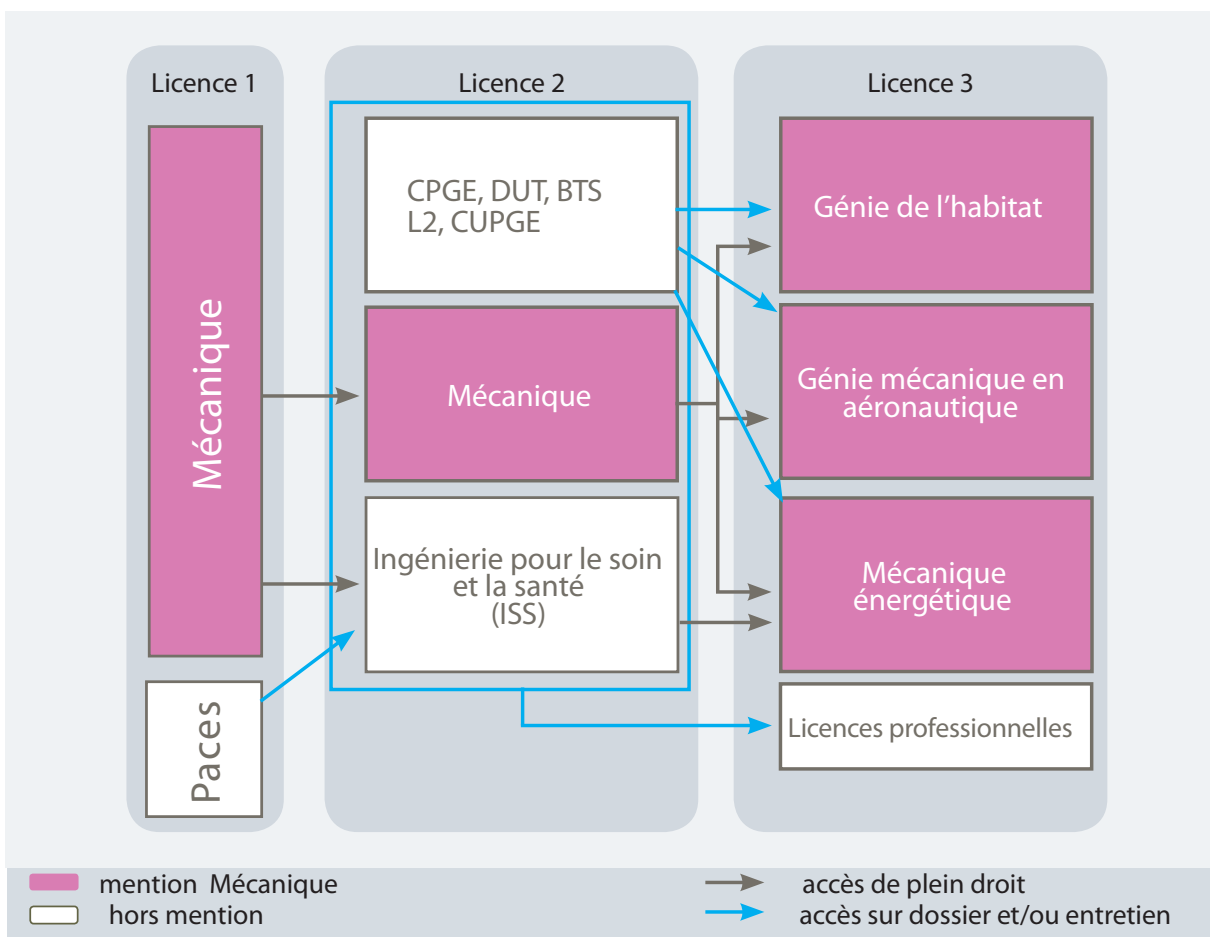 Licence 1
Licence 2
Licence 3
Mécanique
Paces
CPGE, DUT, BTS
L2, CUPGE
Mécanique
Ingénierie pour le soin
et la santé
(ISS)
Génie de l'habitat
Génie mécanique en
aéronautique
Mécanique
énergétique
Licences professionnelles
mention Mécanique
hors mention
accès de plein droit
accès sur dossier et/ou entretien